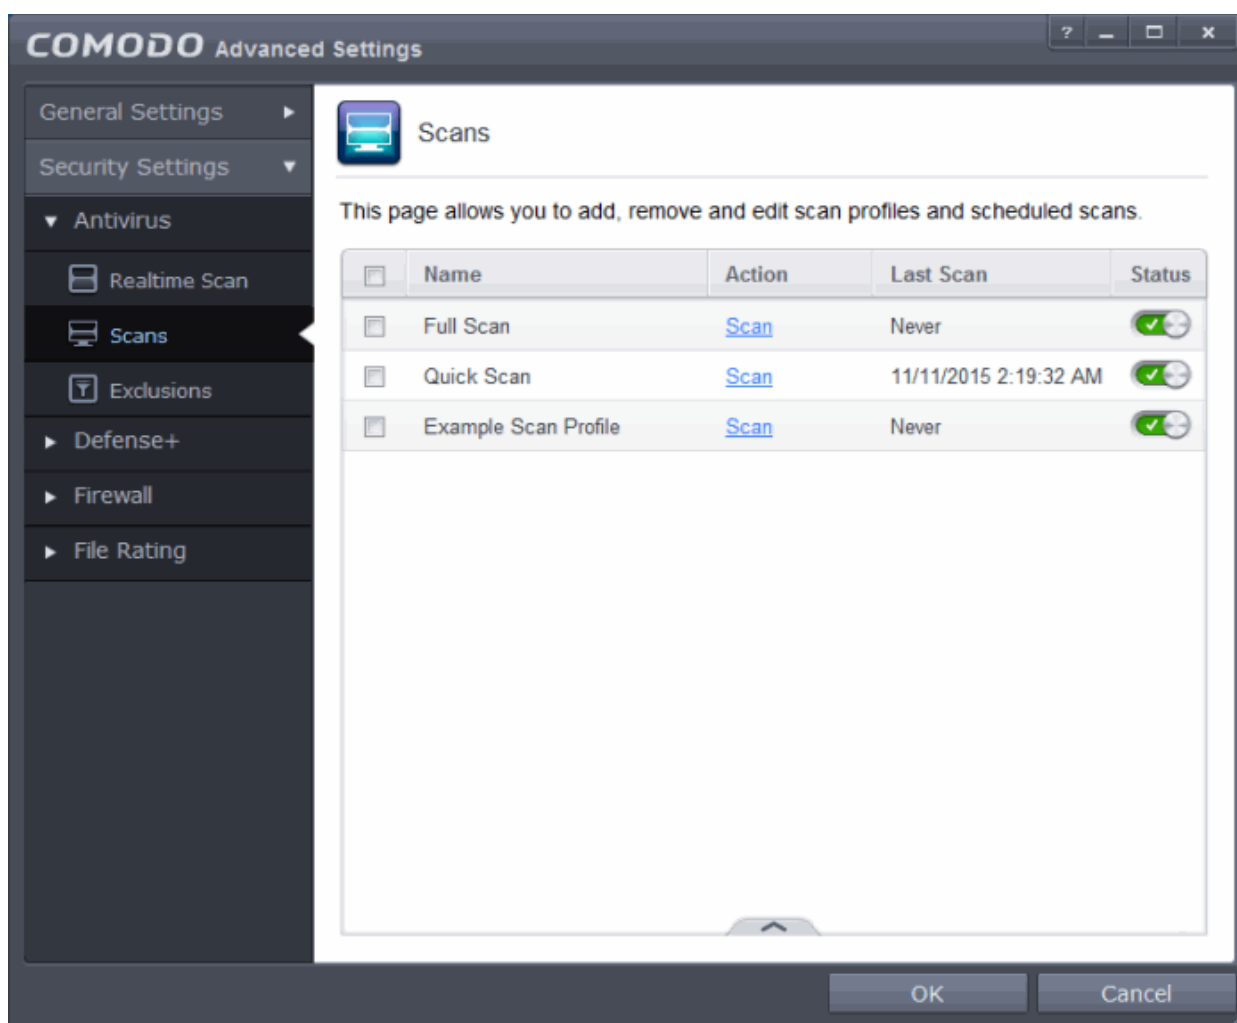 COMODO Advanced Settings
?
General Settings
Security Settings
Antivirus
Realtime Scan
Scans
Exclusions
Defense+
Firewall
File Rating
Scans
This page allows you to add, remove and edit scan profiles and scheduled scans.
Name Action Last Scan Status
Full Scan Scan Never
Quick Scan Scan 11/11/2015 2:19:32 AM
Example Scan Profile Scan Never
OK Cancel